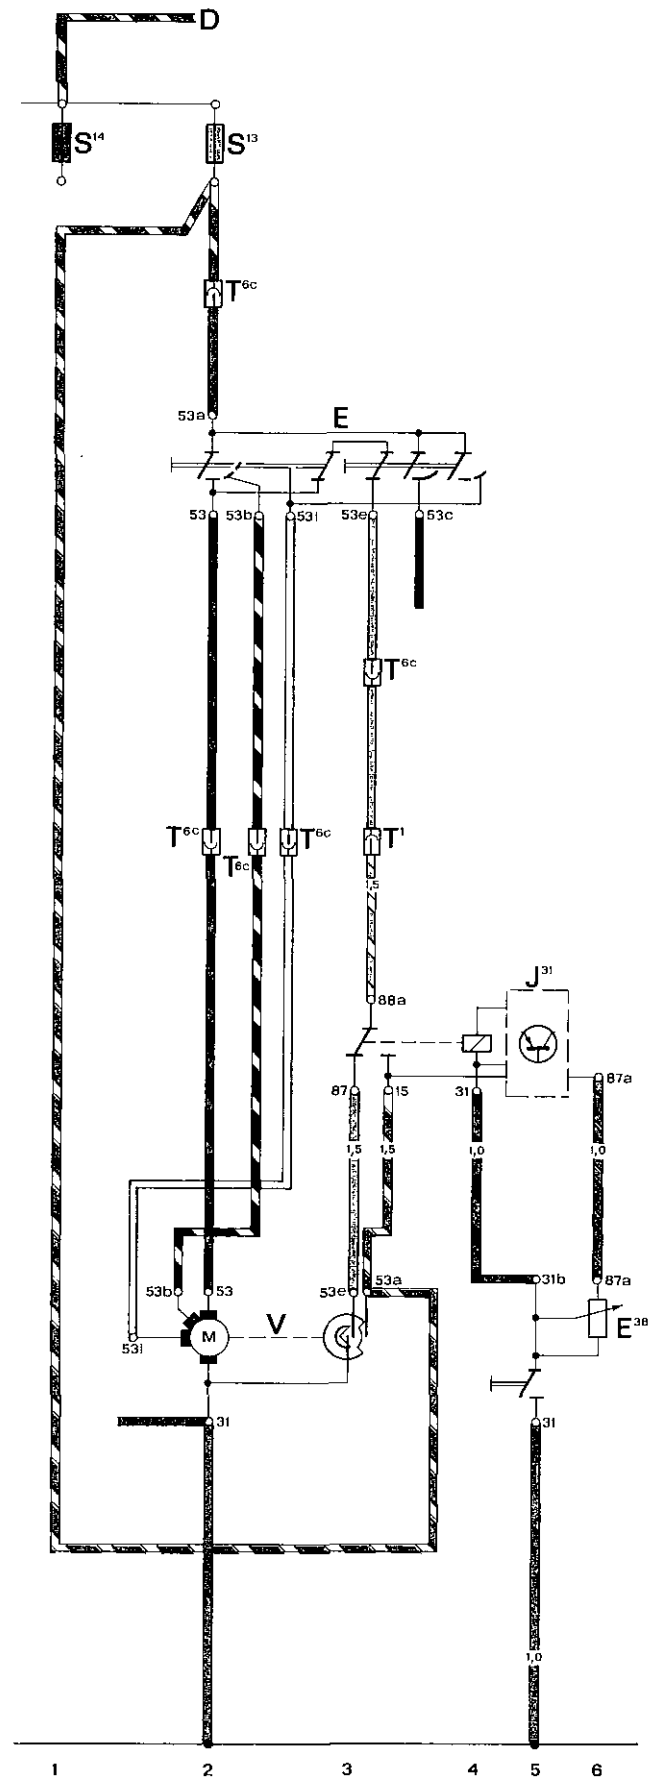 D
S14 S13
T6c
53a E
53 53b 53i 53e 53c
T6c
T6c T6c T1
T6c
1,5
88a
J31
87 15 31 87a
1,5 1,5 1,0 1,0
31b 87a
53b 53 53e 53a
M V E38
53i
31 31
1,0
1 2 3 4 5 6